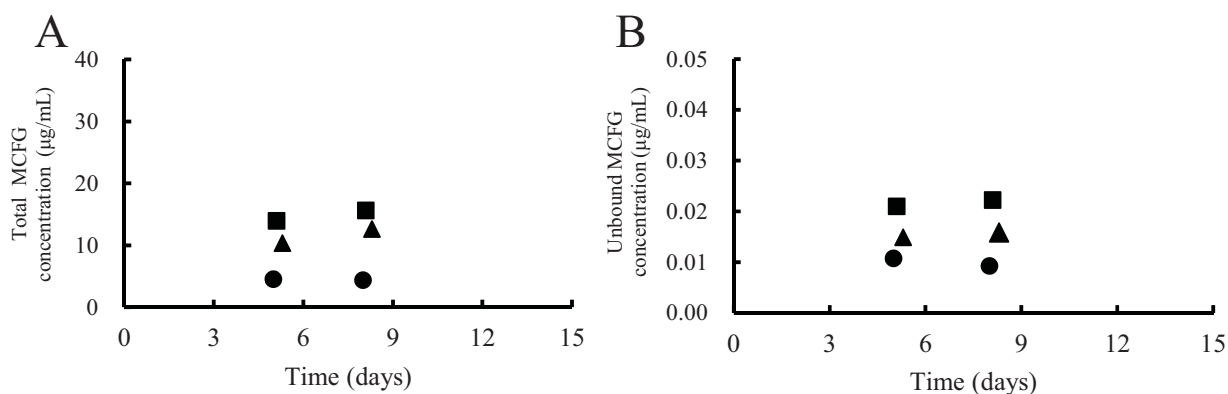 A
Total MCFG
concentration (µg/mL)
40
30
20
10
0
0 3 6 9 12 15
Time (days)
B
Unbound MCFG
concentration (µg/mL)
0.05
0.04
0.03
0.02
0.01
0.00
0 3 6 9 12 15
Time (days)